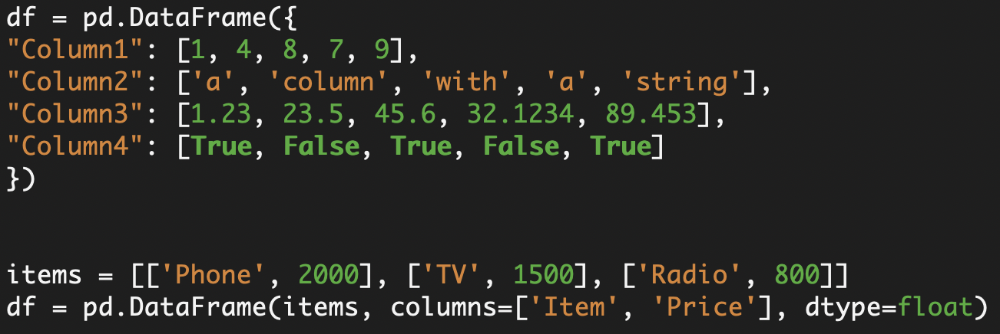 df = pd.DataFrame({
"Column1": [1, 4, 8, 7, 9],
"Column2": ['a', 'column', 'with', 'a', 'string'],
"Column3": [1.23, 23.5, 45.6, 32.1234, 89.453],
"Column4": [True, False, True, False, True]
})
items = [['Phone', 2000], ['TV', 1500], ['Radio', 800]]
df = pd.DataFrame(items, columns=['Item', 'Price'], dtype=float)